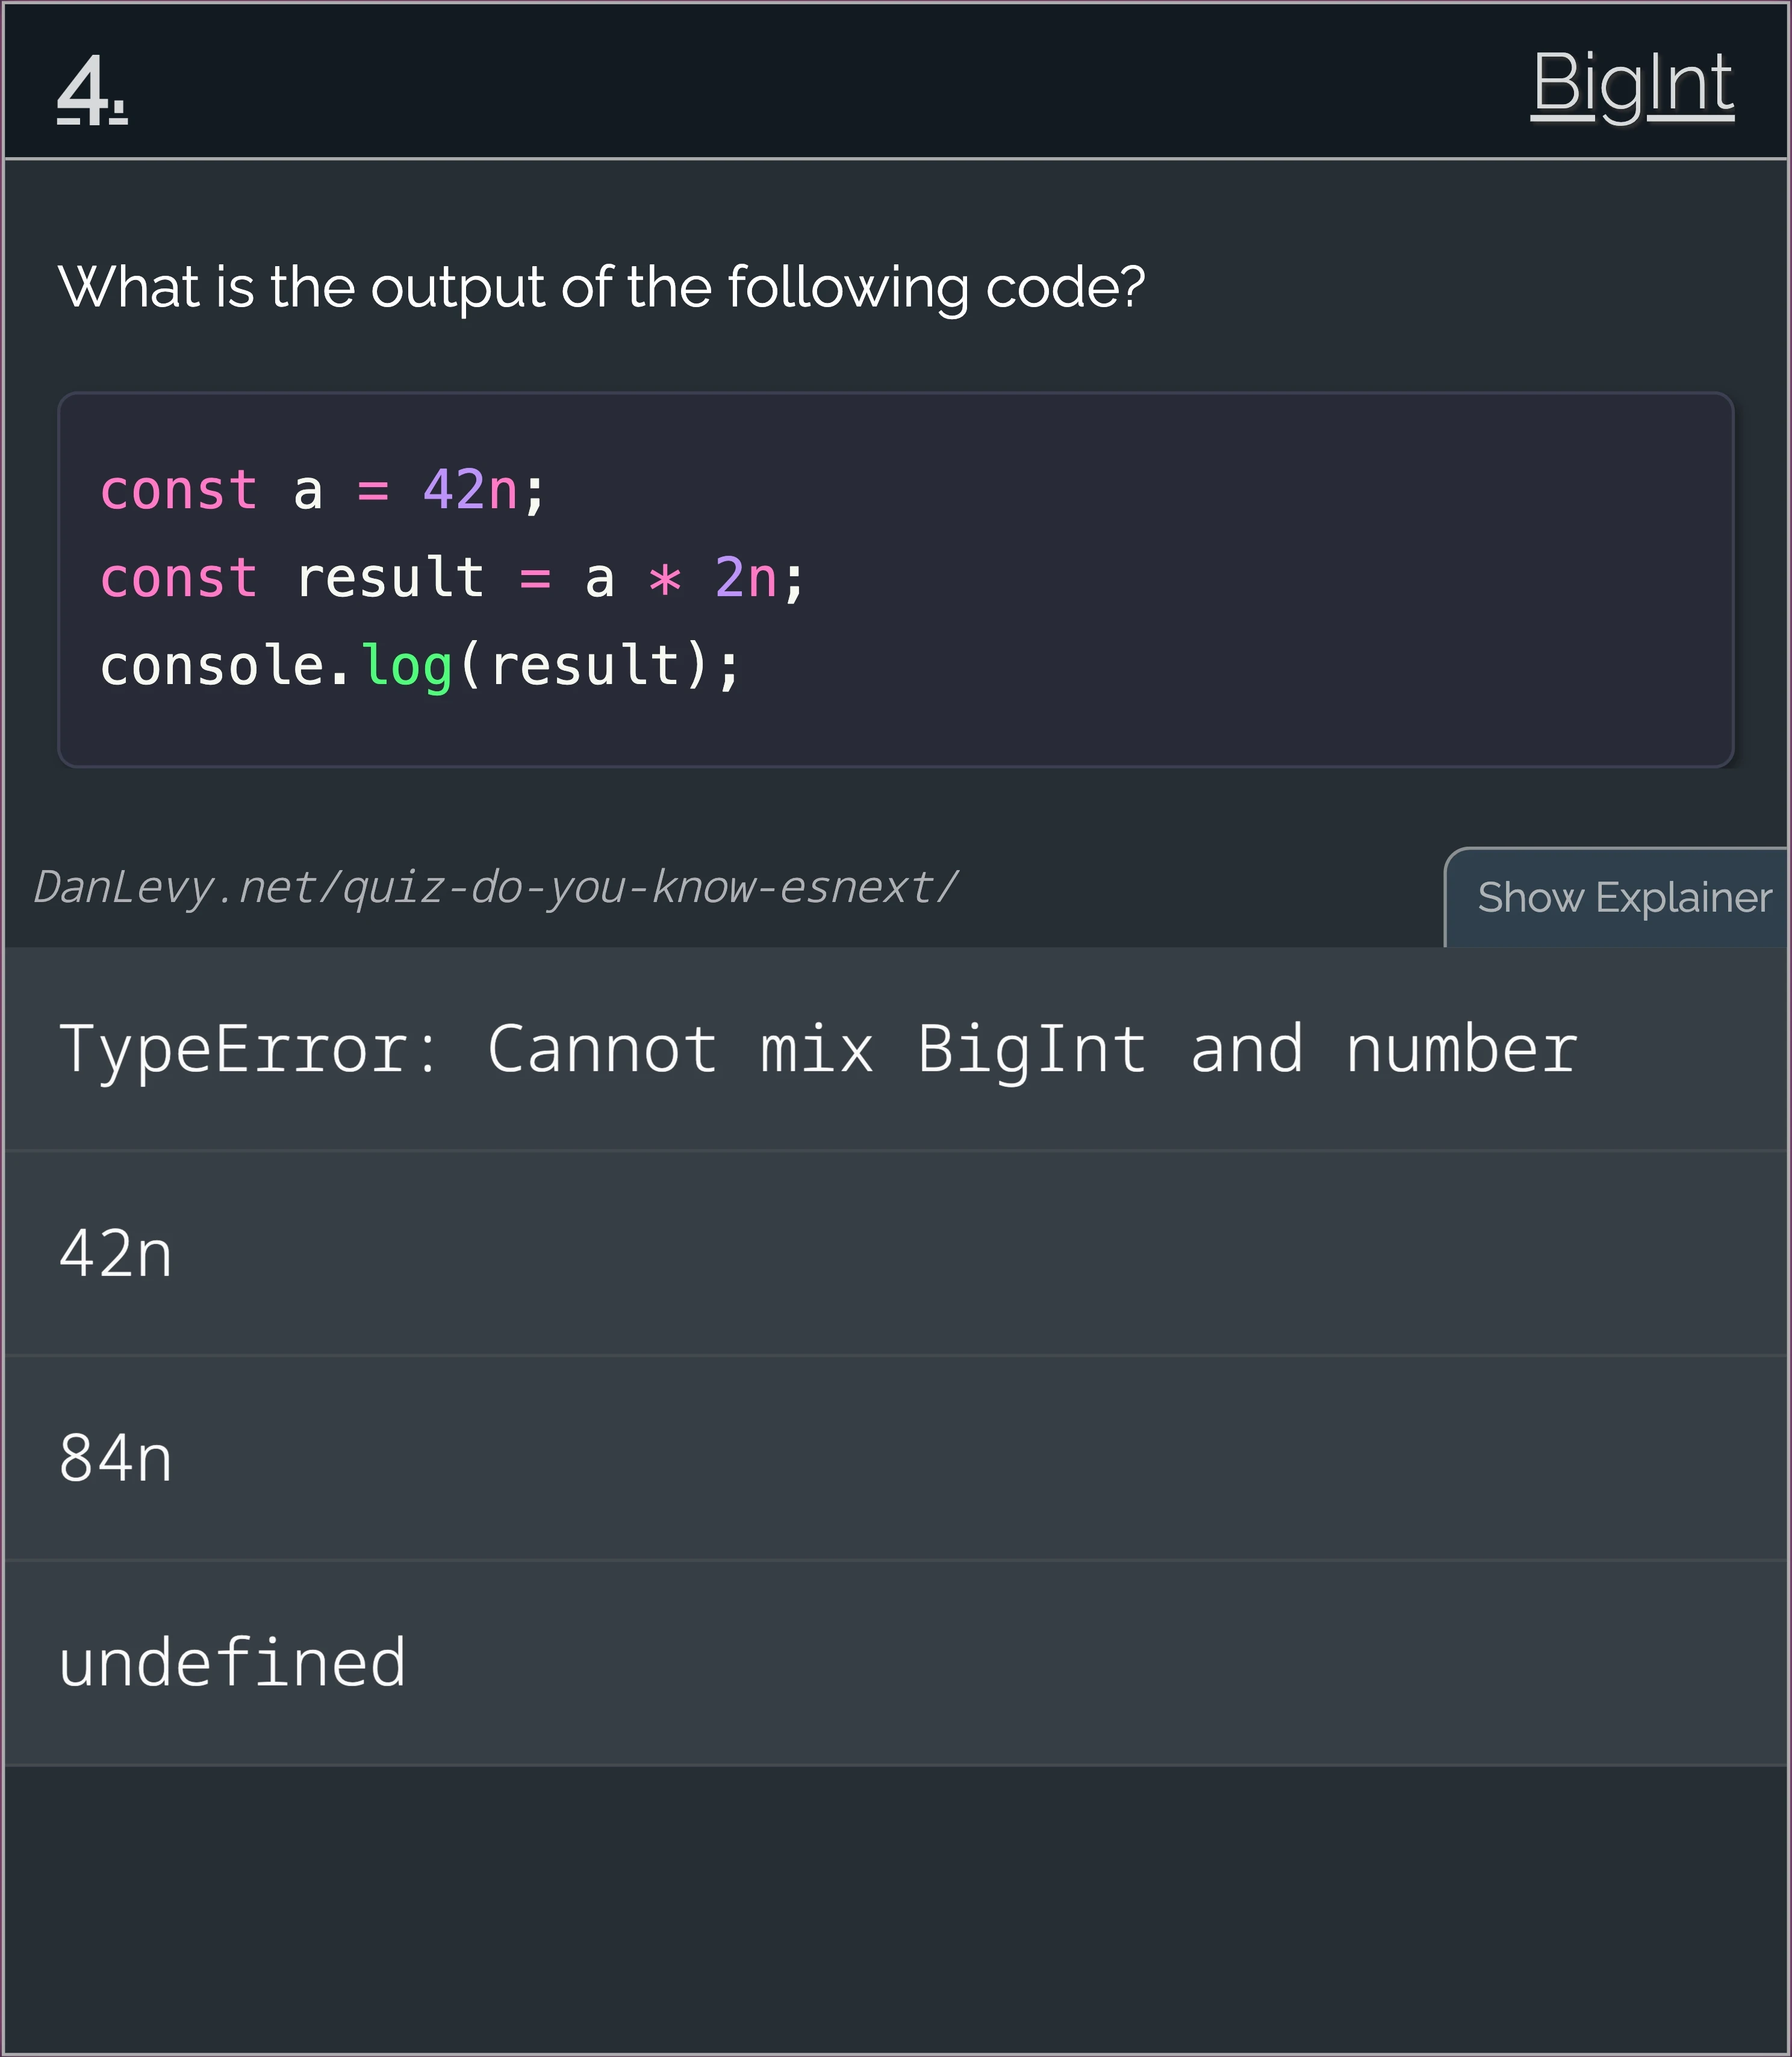 4.
BigInt
What is the output of the following code?
const a = 42n;
const result = a * 2n;
console.log(result);
DanLevy.net/quiz-do-you-know-esnext/
Show Explainer
TypeError: Cannot mix BigInt and number
42n
84n
undefined